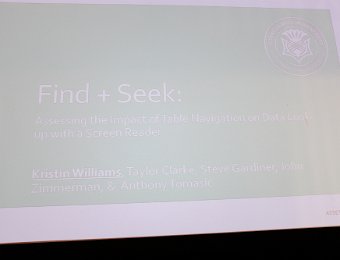 Find + Seek:
Assessing the Impact of Table Navigation on Data Look-
up with a Screen Reader
Kristin Williams, Taylor Clarke, Steve Gardiner, John
Zimmerman, & Anthony Tomasic